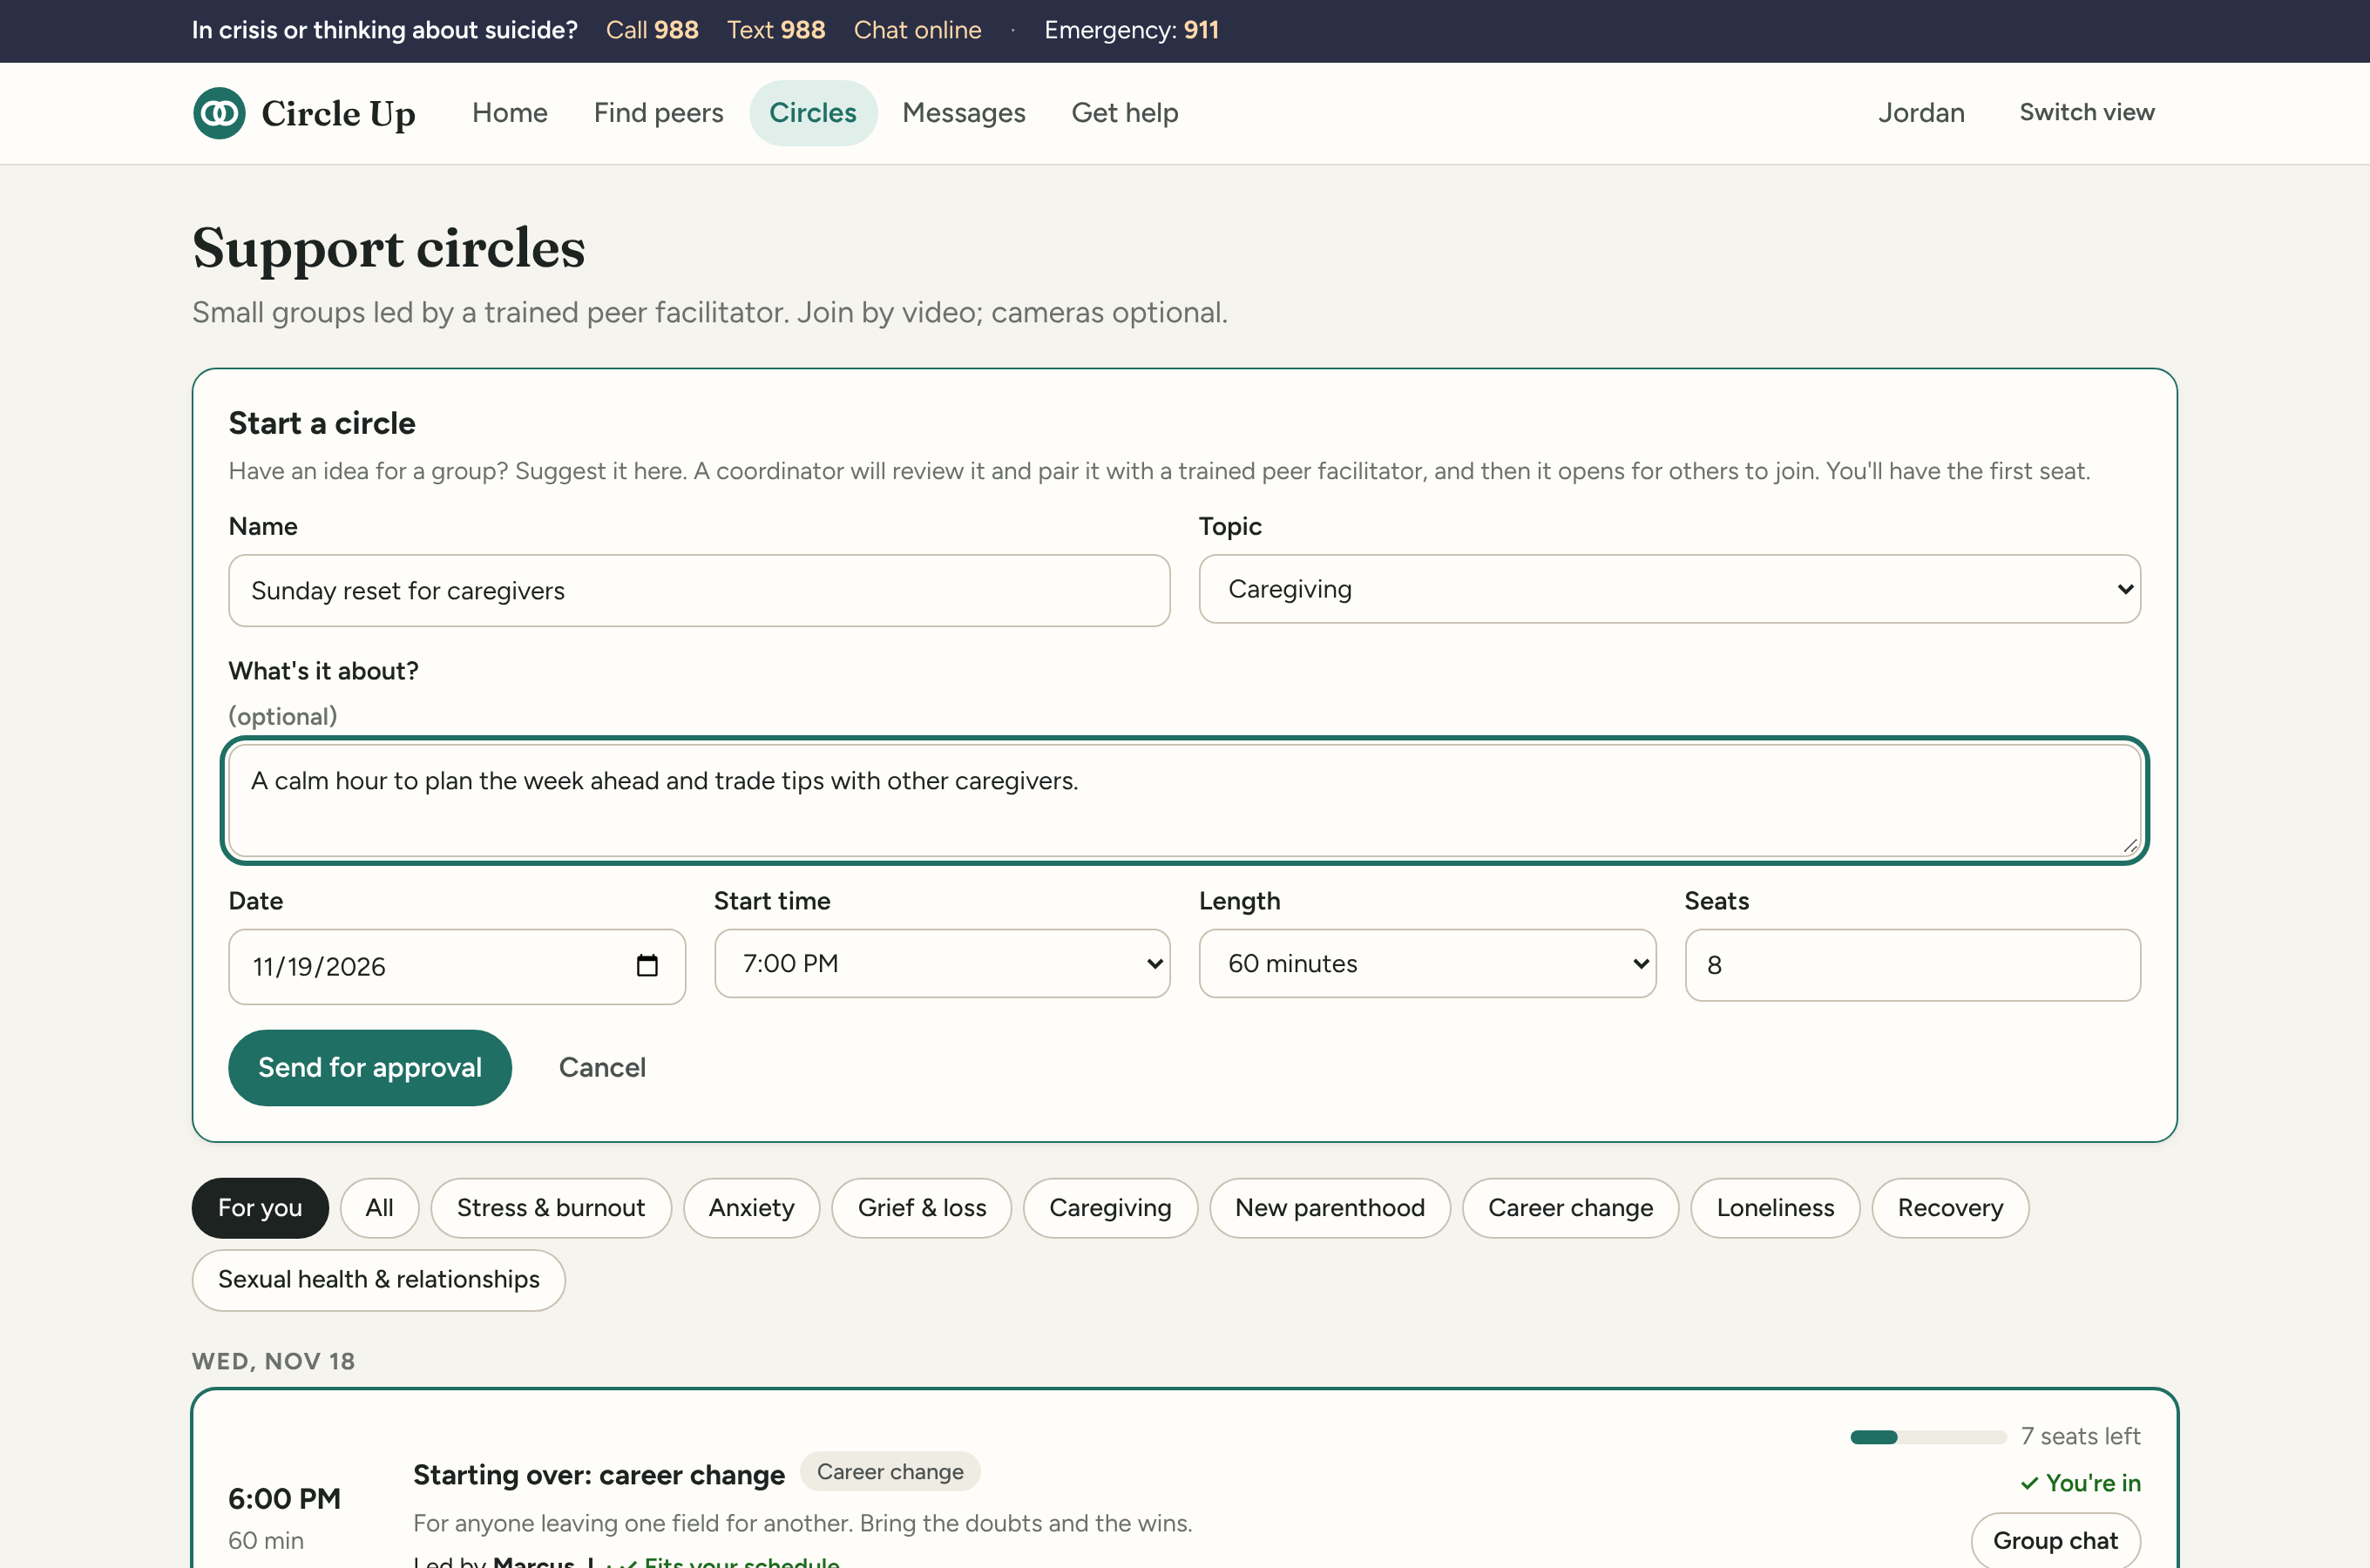 In crisis or thinking about suicide? Call 988 Text 988 Chat online · Emergency: 911
Circle Up Home Find peers Circles Messages Get help Jordan Switch view
Support circles
Small groups led by a trained peer facilitator. Join by video; cameras optional.
Start a circle
Have an idea for a group? Suggest it here. A coordinator will review it and pair it with a trained peer facilitator, and then it opens for others to join. You'll have the first seat.
Name Topic
Sunday reset for caregivers Caregiving
What's it about?
(optional)
A calm hour to plan the week ahead and trade tips with other caregivers.
Date Start time Length Seats
11/19/2026 7:00 PM 60 minutes 8
Send for approval Cancel
For you All Stress & burnout Anxiety Grief & loss Caregiving New parenthood Career change Loneliness Recovery
Sexual health & relationships
WED, NOV 18
7 seats left
Starting over: career change Career change
✓ You're in
6:00 PM
For anyone leaving one field for another. Bring the doubts and the wins.
60 min
Group chat
Led by Marcus · ✓ Fits your schedule